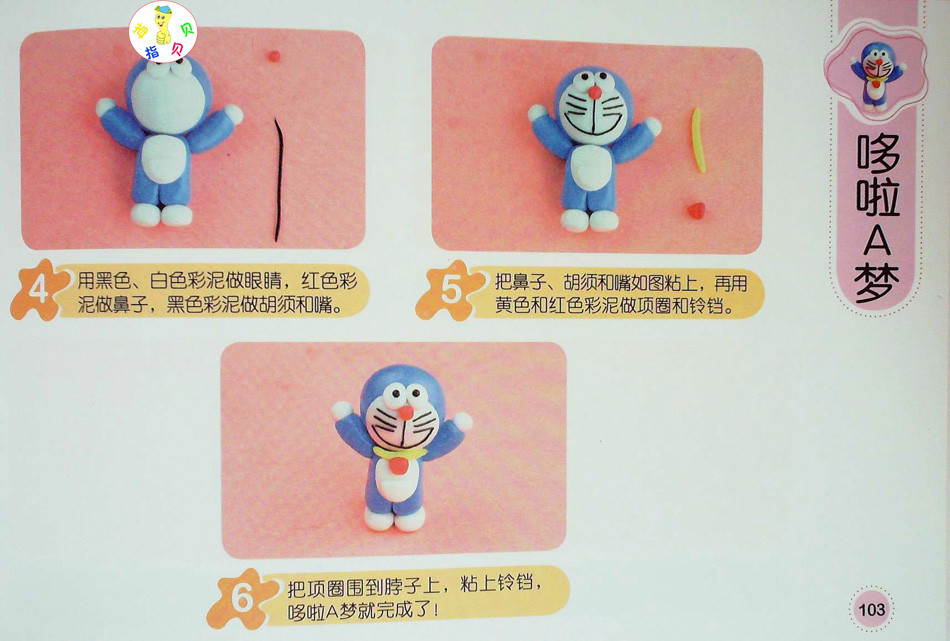 指贝贝
哆啦A梦
4
用黑色、白色彩泥做眼睛，红色彩
泥做鼻子，黑色彩泥做胡须和嘴。
5
把鼻子、胡须和嘴如图粘上，再用
黄色和红色彩泥做项圈和铃铛。
6
把项圈围到脖子上，粘上铃铛，
哆啦A梦就完成了！
103